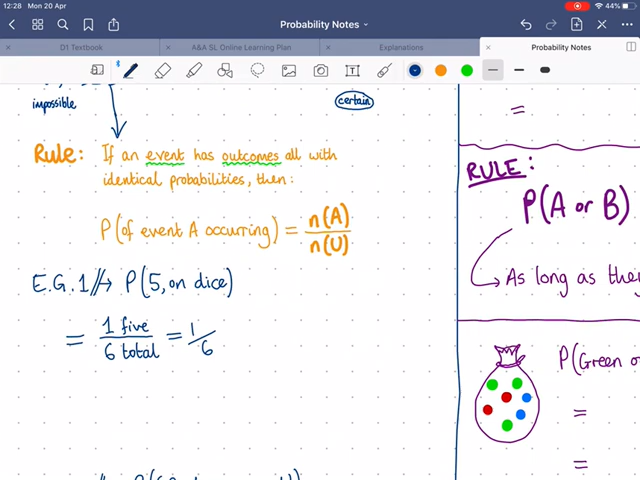 12:28 Mon 20 Apr
44%
Probability Notes
D1 Textbook
A&A SL Online Learning Plan
Explanations
Probability Notes
impossible
certain
Rule: If an event has outcomes all with
identical probabilities, then:
P(of event A occurring) = n(A)/n(U)
E.G.1 // → P(5, on dice)
= 1 five/6 total = 1/6
=
RULE:
P(A or B)
As long as
P(Green
=
=